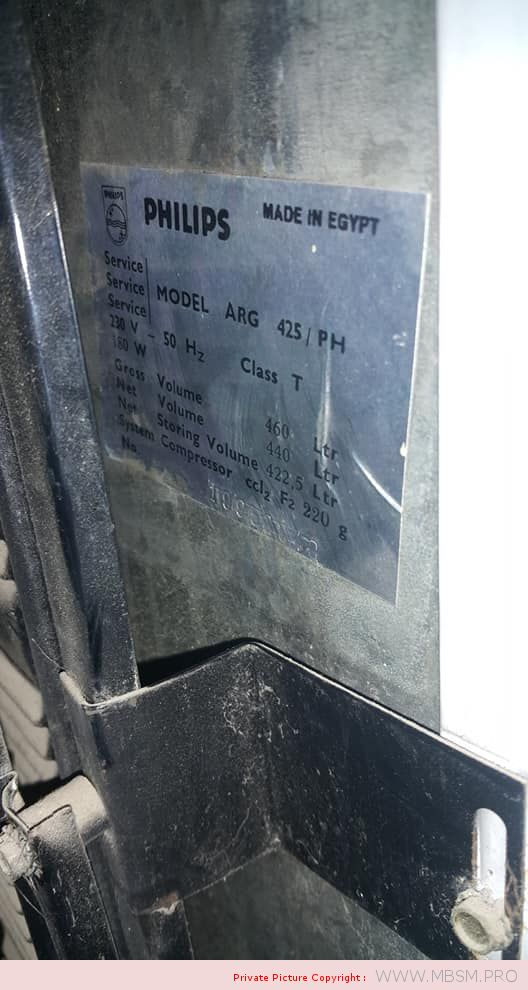 PHILIPS
PHILIPS MADE IN EGYPT
Service
Service
Service
MODEL ARG 425/PH
230 V - 50 Hz Class T
180 W
Gross Volume 460 Ltr
Net Volume 440 Ltr
Net Storing Volume 422,5 Ltr
System Compressor ccl2 F2 220 g
No.
Private Picture Copyright : WWW.MBSM.PRO